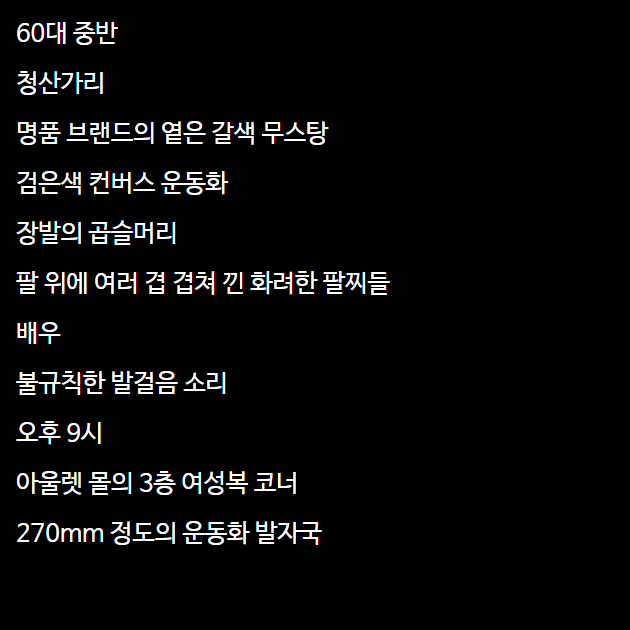 60대 중반
청산가리
명품 브랜드의 옅은 갈색 무스탕
검은색 컨버스 운동화
장발의 곱슬머리
팔 위에 여러 겹 겹쳐 낀 화려한 팔찌들
배우
불규칙한 발걸음 소리
오후 9시
아울렛 몰의 3층 여성복 코너
270mm 정도의 운동화 발자국